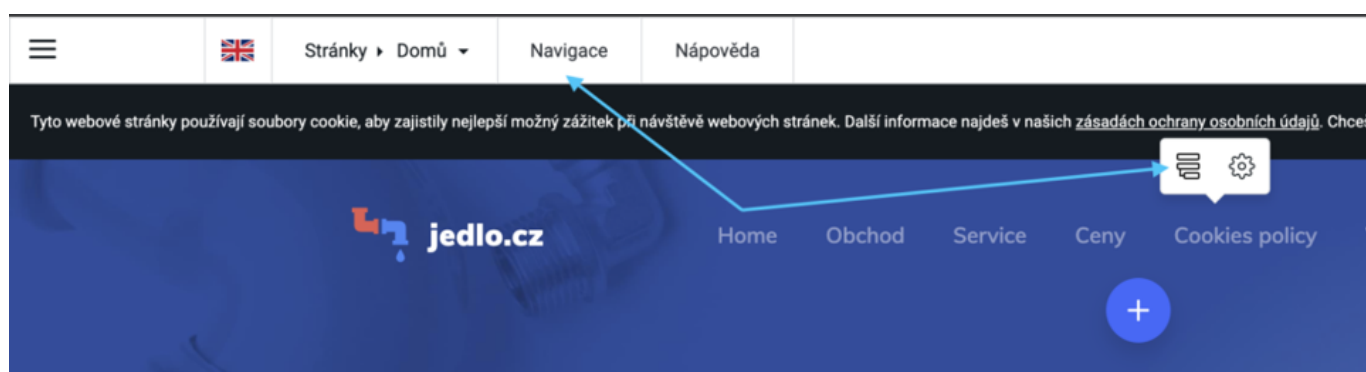 Stránky ▸ Domů ▾ Navigace Nápověda
Tyto webové stránky používají soubory cookie, aby zajistily nejlepší možný zážitek při návštěvě webových stránek. Další informace najdeš v našich zásadách ochrany osobních údajů. Chceš
jedlo.cz Home Obchod Service Ceny Cookies policy
+